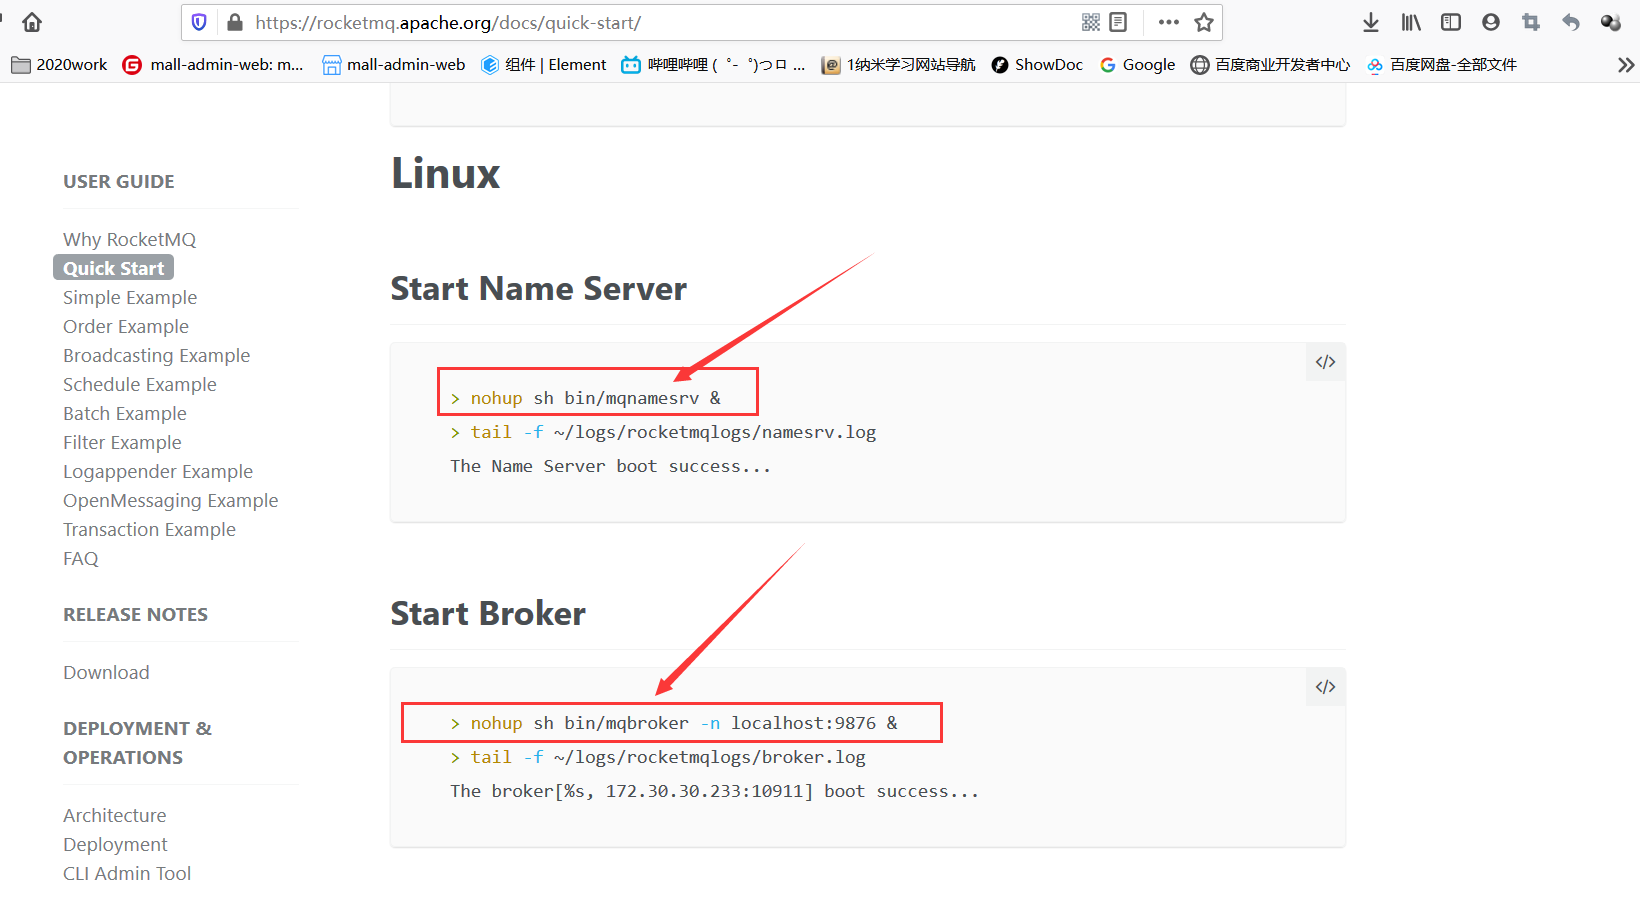 https://rocketmq.apache.org/docs/quick-start/
2020work
mall-admin-web: m...
mall-admin-web
组件 | Element
哔哩哔哩 ( ゜- ゜)つロ ...
1纳米学习网站导航
ShowDoc
Google
百度商业开发者中心
百度网盘-全部文件
USER GUIDE
Why RocketMQ
Quick Start
Simple Example
Order Example
Broadcasting Example
Schedule Example
Batch Example
Filter Example
Logappender Example
OpenMessaging Example
Transaction Example
FAQ
RELEASE NOTES
Download
DEPLOYMENT &
OPERATIONS
Architecture
Deployment
CLI Admin Tool
Linux
Start Name Server
</>
> nohup sh bin/mqnamesrv &
> tail -f ~/logs/rocketmqlogs/namesrv.log
The Name Server boot success...
Start Broker
</>
> nohup sh bin/mqbroker -n localhost:9876 &
> tail -f ~/logs/rocketmqlogs/broker.log
The broker[%s, 172.30.30.233:10911] boot success...